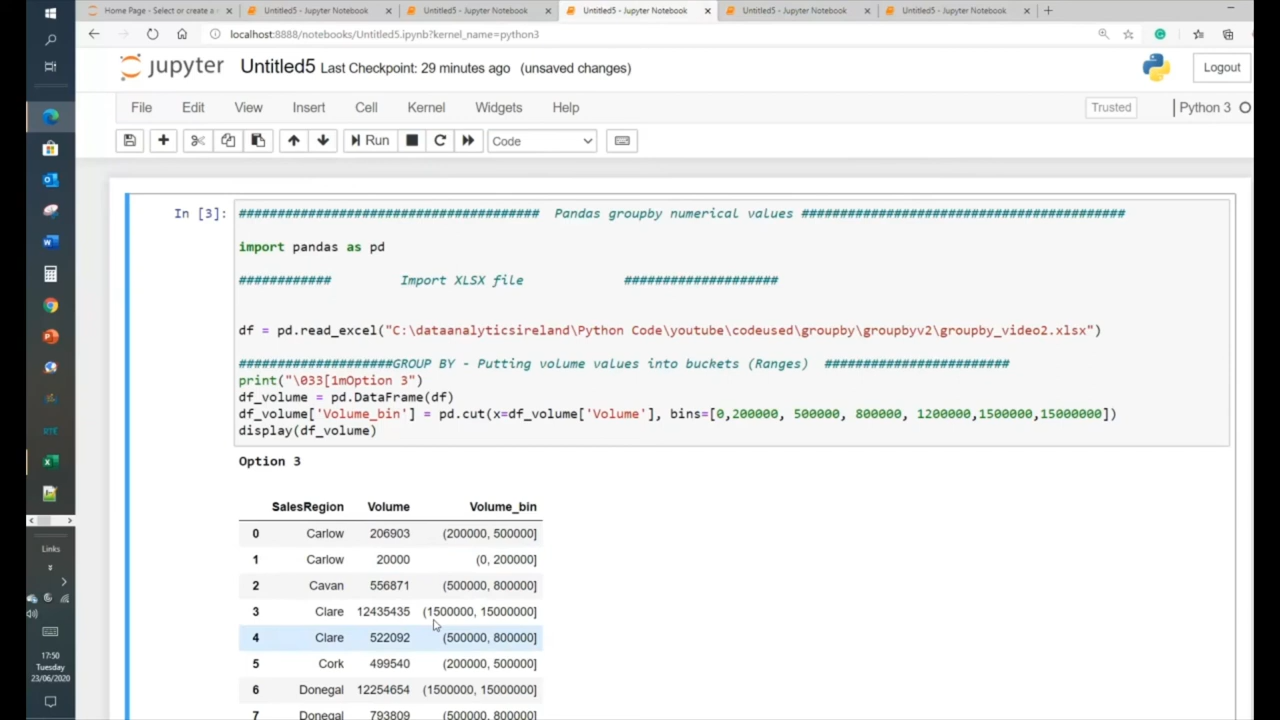 Home Page - Select or create a
Untitled5 - Jupyter Notebook
Untitled5 - Jupyter Notebook
Untitled5 - Jupyter Notebook
Untitled5 - Jupyter Notebook
Untitled5 - Jupyter Notebook
localhost:8888/notebooks/Untitled5.ipynb?kernel_name=python3
jupyter Untitled5 Last Checkpoint: 29 minutes ago (unsaved changes)
Logout
File Edit View Insert Cell Kernel Widgets Help
Trusted
Python 3
Run
Code
In [3]:
####################################### Pandas groupby numerical values ##########################################
import pandas as pd
############ Import XLSX file ####################
df = pd.read_excel("C:\dataanalyticsireland\Python Code\youtube\codeused\groupby\groupbyv2\groupby_video2.xlsx")
####################GROUP BY - Putting volume values into buckets (Ranges) ########################
print("\033[1mOption 3")
df_volume = pd.DataFrame(df)
df_volume['Volume_bin'] = pd.cut(x=df_volume['Volume'], bins=[0,200000, 500000, 800000, 1200000,1500000,15000000])
display(df_volume)
Option 3
SalesRegion Volume Volume_bin
0 Carlow 206903 (200000, 500000]
1 Carlow 20000 (0, 200000]
2 Cavan 556871 (500000, 800000]
3 Clare 12435435 (1500000, 15000000]
4 Clare 522092 (500000, 800000]
5 Cork 499540 (200000, 500000]
6 Donegal 12254654 (1500000, 15000000]
7 Donegal 793809 (500000, 800000]
RTE
Links
17:50
Tuesday
23/06/2020